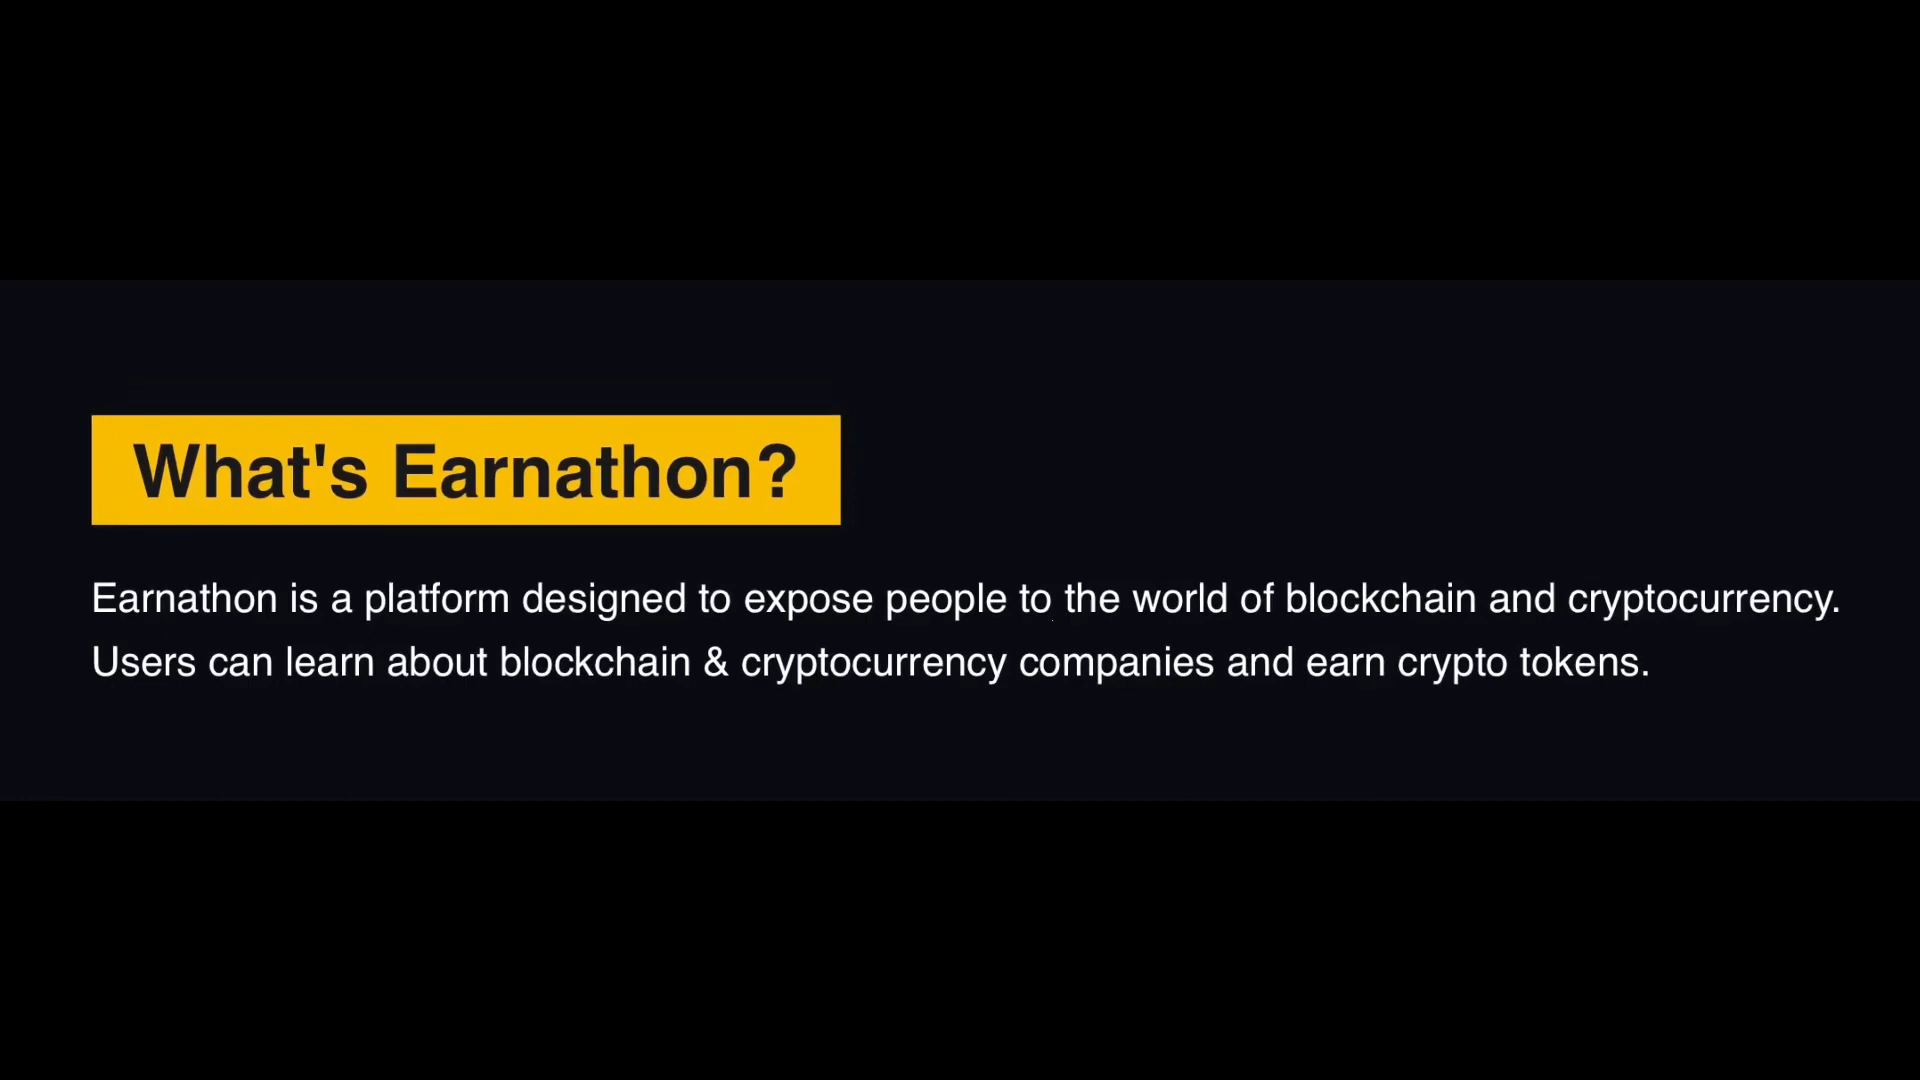 What's Earnathon?
Earnathon is a platform designed to expose people to the world of blockchain and cryptocurrency.
Users can learn about blockchain & cryptocurrency companies and earn crypto tokens.